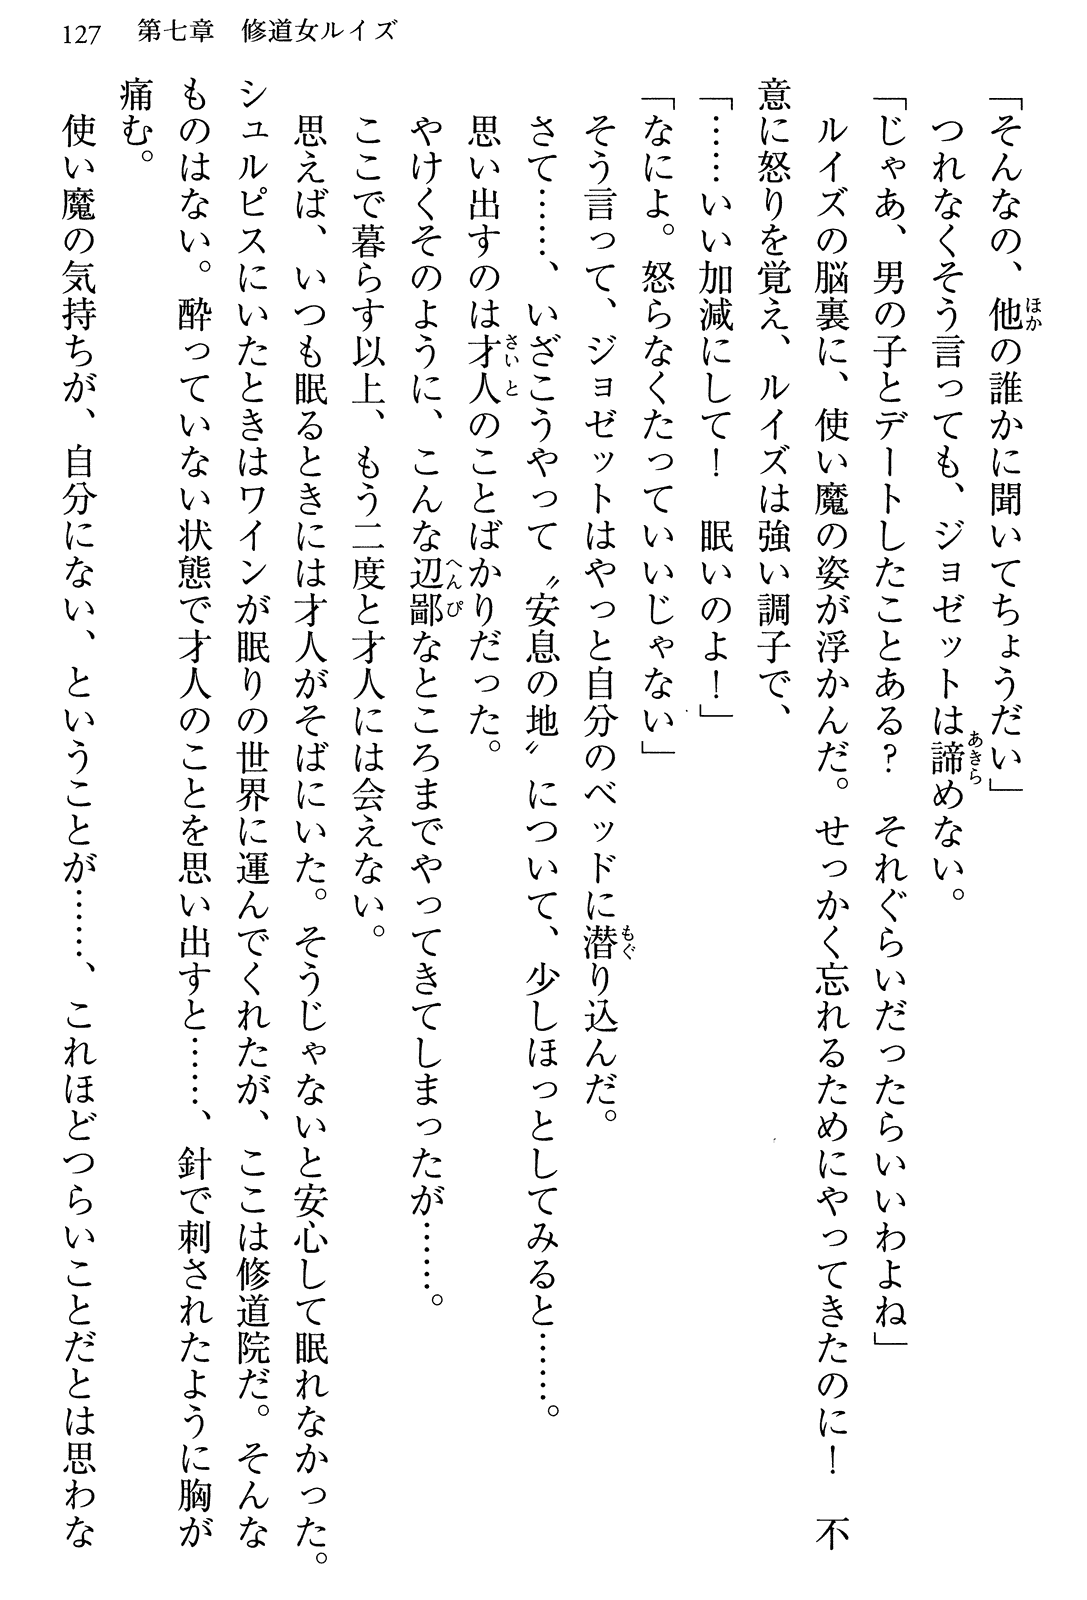 127　第七章　修道女ルイズ
「そんなの、他の誰かに聞いてちょうだい」
つれなくそう言っても、ジョゼットは諦めない。
「じゃあ、男の子とデートしたことある？　それぐらいだったらいいわよね」
ルイズの脳裏に、使い魔の姿が浮かんだ。せっかく忘れるためにやってきたのに！　不
意に怒りを覚え、ルイズは強い調子で、
「……いい加減にして！　眠いのよ！」
「なによ。怒らなくたっていいじゃない」
そう言って、ジョゼットはやっと自分のベッドに潜り込んだ。
さて……、いざこうやって〝安息の地〟について、少しほっとしてみると……。
思い出すのは才人のことばかりだった。
やけくそのように、こんな辺鄙なところまでやってきてしまったが……。
ここで暮らす以上、もう二度と才人には会えない。
思えば、いつも眠るときには才人がそばにいた。そうじゃないと安心して眠れなかった。
シュルピスにいたときはワインが眠りの世界に運んでくれたが、ここは修道院だ。そんな
ものはない。酔っていない状態で才人のことを思い出すと……、針で刺されたように胸が
痛む。
使い魔の気持ちが、自分にない、ということが……、これほどつらいことだとは思わな